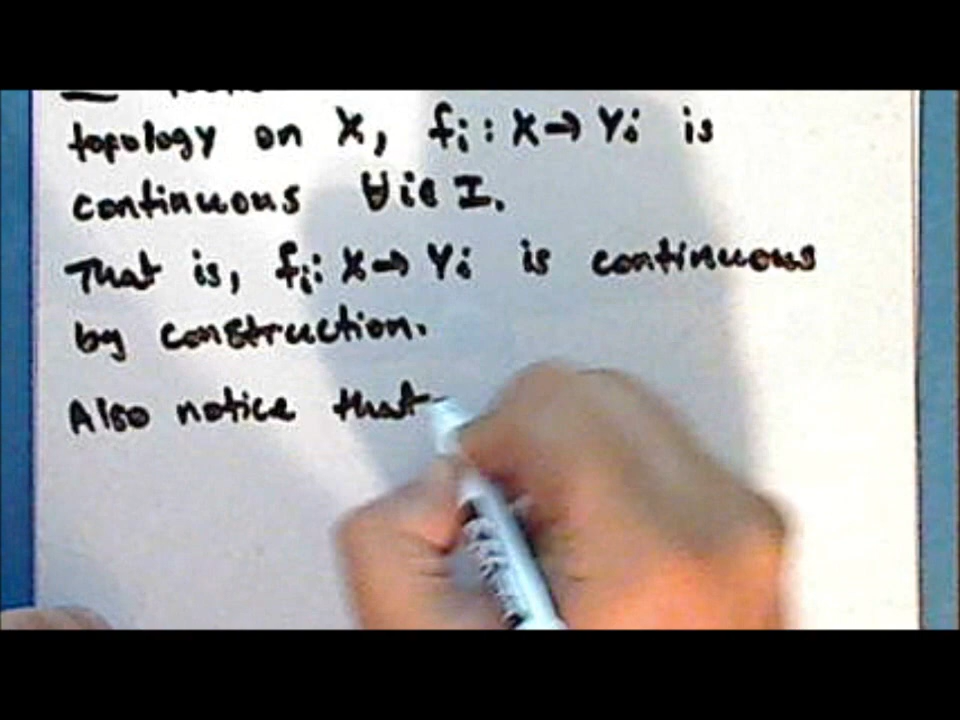 topology on X, fᵢ: X → Yᵢ is
continuous ∀ i ∈ I.
That is, fᵢ: X → Yᵢ is continuous
by construction.
Also notice that